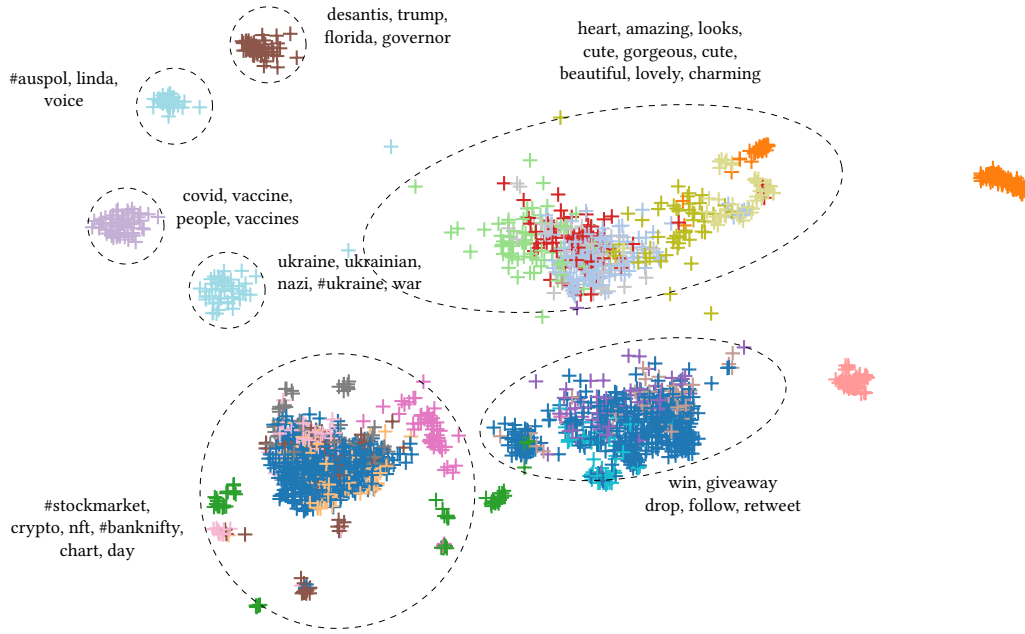 desantis, trump,
florida, governor
heart, amazing, looks,
cute, gorgeous, cute,
beautiful, lovely, charming
#auspol, linda,
voice
covid, vaccine,
people, vaccines
ukraine, ukrainian,
nazi, #ukraine, war
win, giveaway
drop, follow, retweet
#stockmarket,
crypto, nft, #banknifty,
chart, day